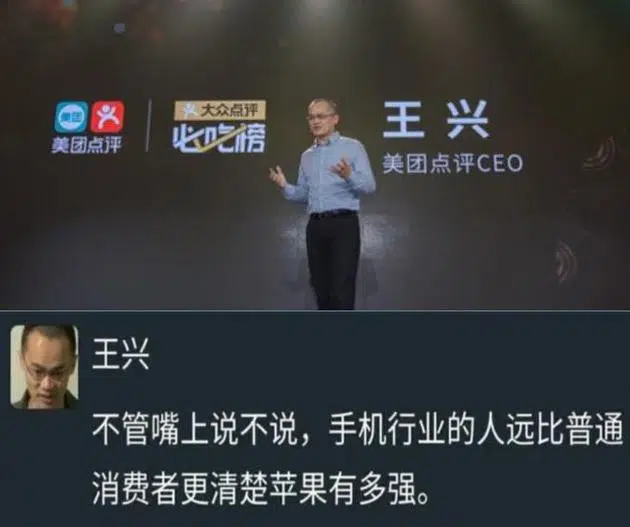 美团
大众点评
王兴
美团点评
必吃榜
美团点评CEO
王兴
不管嘴上说不说，手机行业的人远比普通
消费者更清楚苹果有多强。